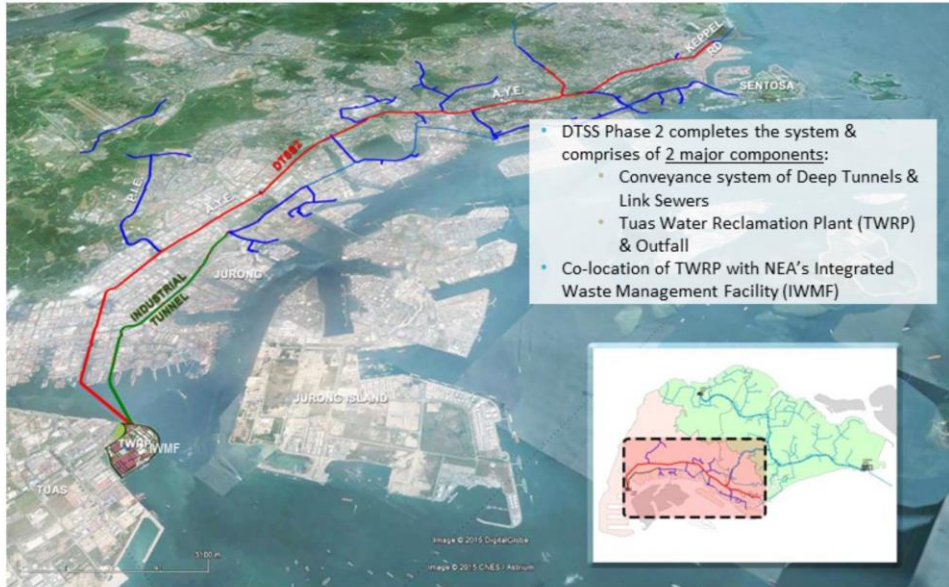 KEPPEL
RD
SENTOSA
A.Y.E.
DTSS2
P.I.E.
A.Y.E.
JURONG
INDUSTRIAL
TUNNEL
JURONG ISLAND
TWRP
IWMF
TUAS
DTSS Phase 2 completes the system &
comprises of 2 major components:
Conveyance system of Deep Tunnels &
Link Sewers
Tuas Water Reclamation Plant (TWRP)
& Outfall
Co-location of TWRP with NEA's Integrated
Waste Management Facility (IWMF)
3100 m
Image © 2015 DigitalGlobe
Image © 2015 CNES / Astrium